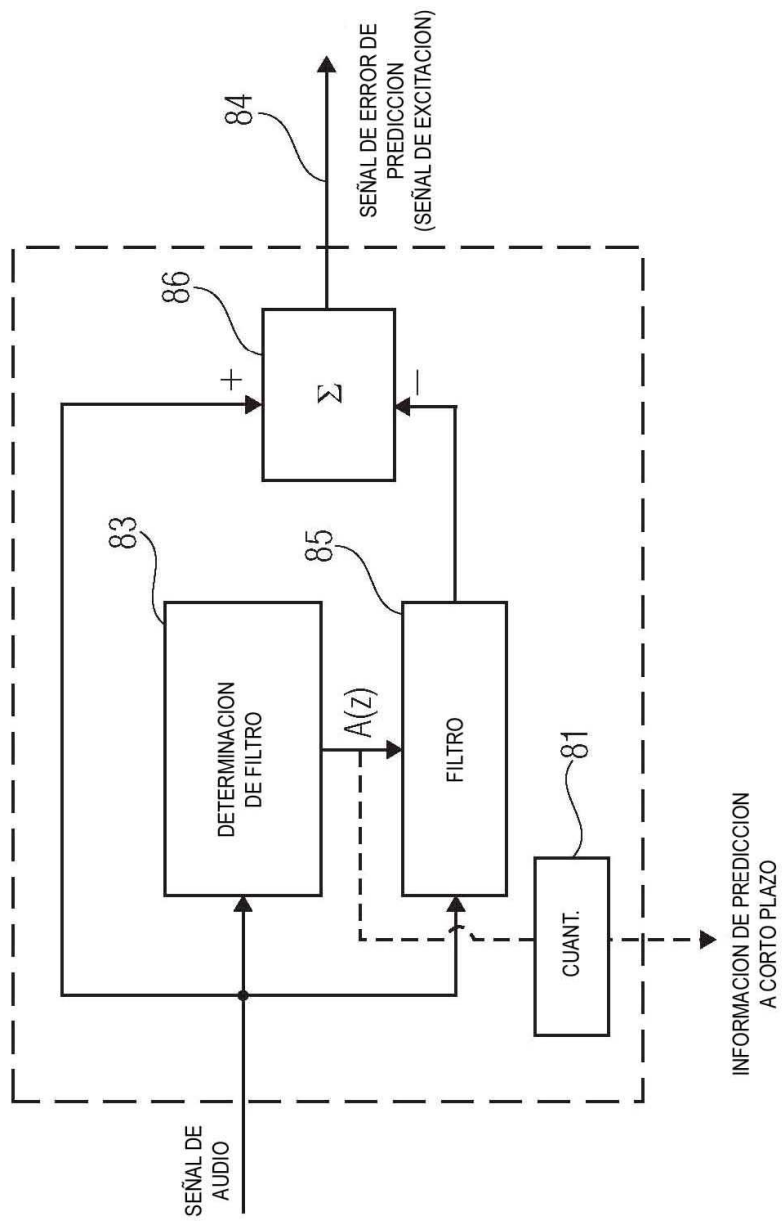 SEÑAL DE
AUDIO
83
DETERMINACION
DE FILTRO
A(z)
85
FILTRO
81
CUANT.
INFORMACION DE PREDICCION
A CORTO PLAZO
86
+
Σ
−
84
SEÑAL DE ERROR DE
PREDICCION
(SEÑAL DE EXCITACION)